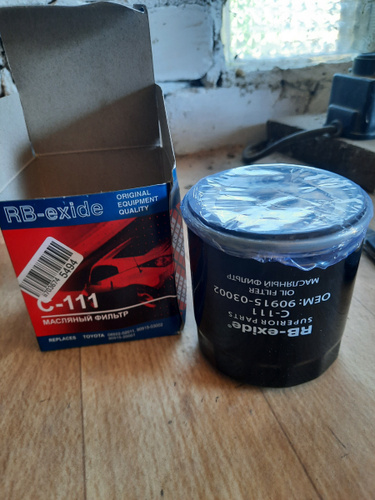 RB-exide
ORIGINAL
EQUIPMENT
QUALITY
5494
C-111
МАСЛЯНЫЙ ФИЛЬТР
REPLACES TOYOTA
RB-exide®
SUPERIOR PARTS
C-111
OEM: 90915-03002
OIL FILTER
МАСЛЯНЫЙ ФИЛЬТР